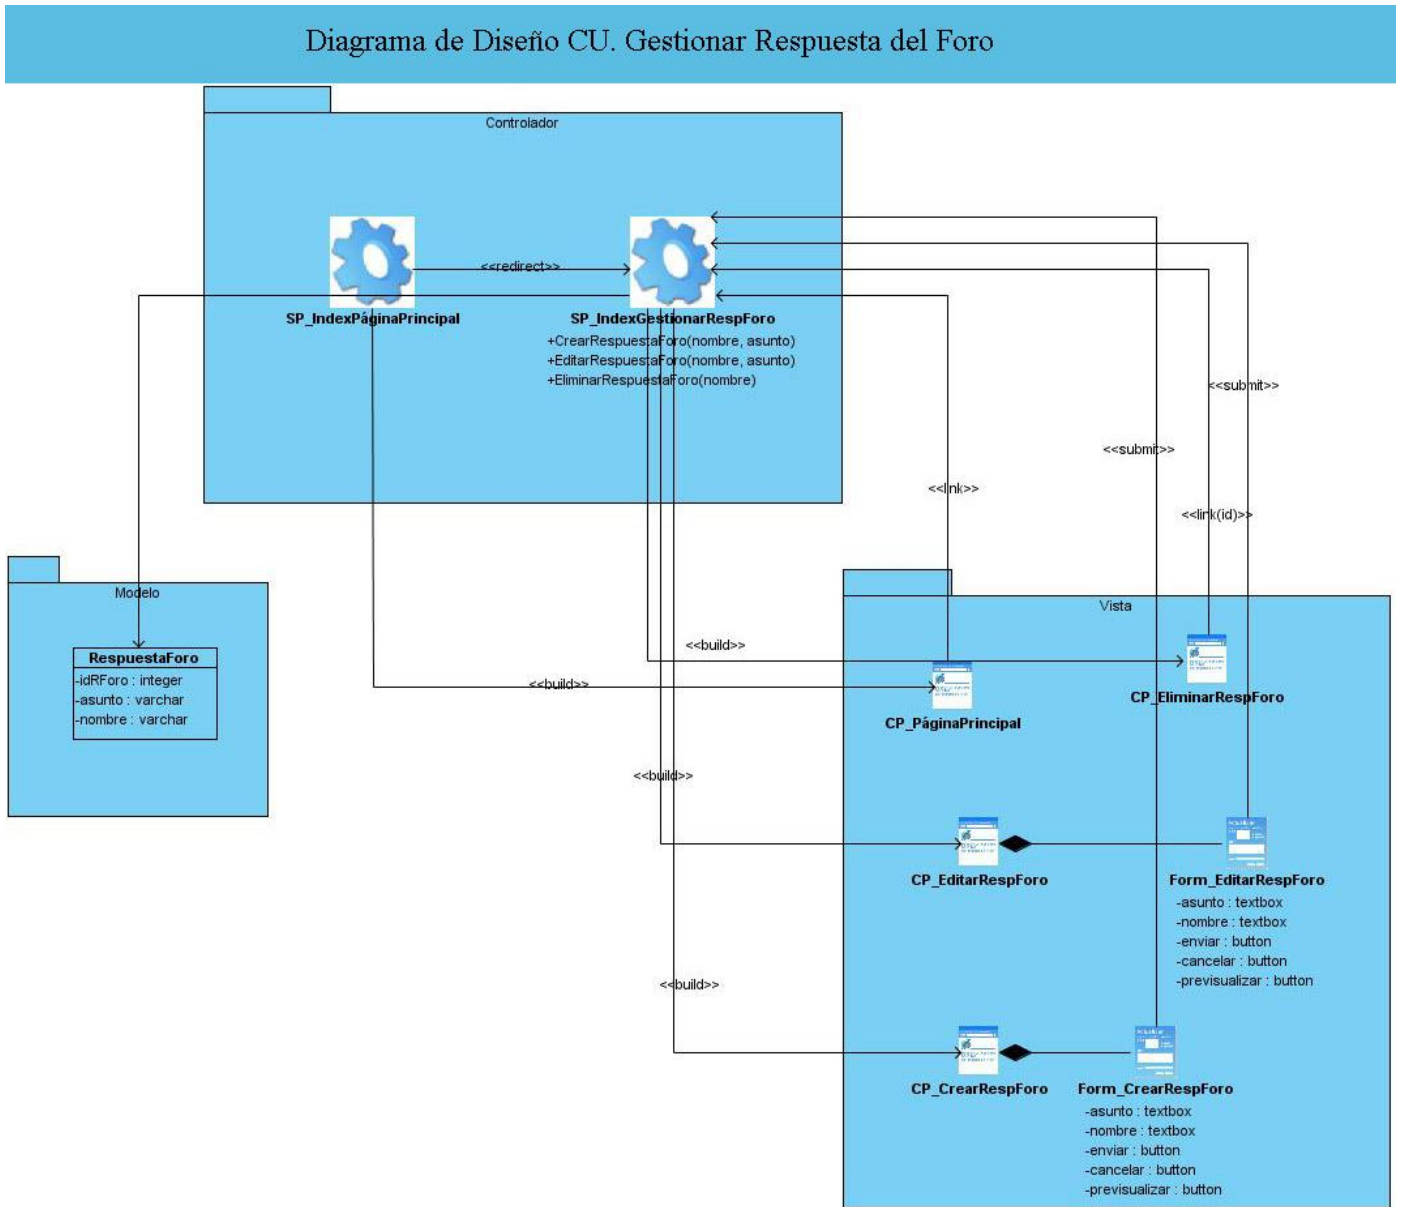 Diagrama de Diseño CU. Gestionar Respuesta del Foro
Controlador
<<redirect>>
SP_IndexPáginaPrincipal
SP_IndexGestionarRespForo
+CrearRespuestaForo(nombre, asunto)
+EditarRespuestaForo(nombre, asunto)
+EliminarRespuestaForo(nombre)
<<submit>>
<<submit>>
<<link>>
<<link(id)>>
Modelo
RespuestaForo
-idRForo : integer
-asunto : varchar
-nombre : varchar
Vista
<<build>>
<<build>>
CP_PáginaPrincipal
CP_EliminarRespForo
<<build>>
CP_EditarRespForo
Form_EditarRespForo
-asunto : textbox
-nombre : textbox
-enviar : button
-cancelar : button
-previsualizar : button
<<build>>
CP_CrearRespForo
Form_CrearRespForo
-asunto : textbox
-nombre : textbox
-enviar : button
-cancelar : button
-previsualizar : button